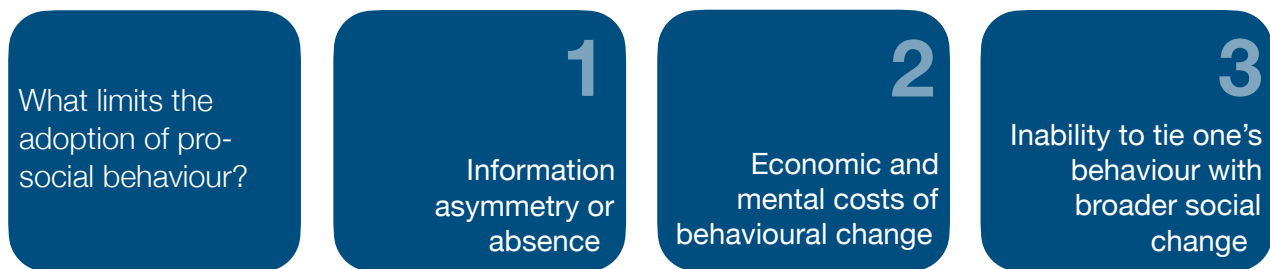 What limits the
adoption of pro-
social behaviour?
1
Information
asymmetry or
absence
2
Economic and
mental costs of
behavioural change
3
Inability to tie one’s
behaviour with
broader social
change